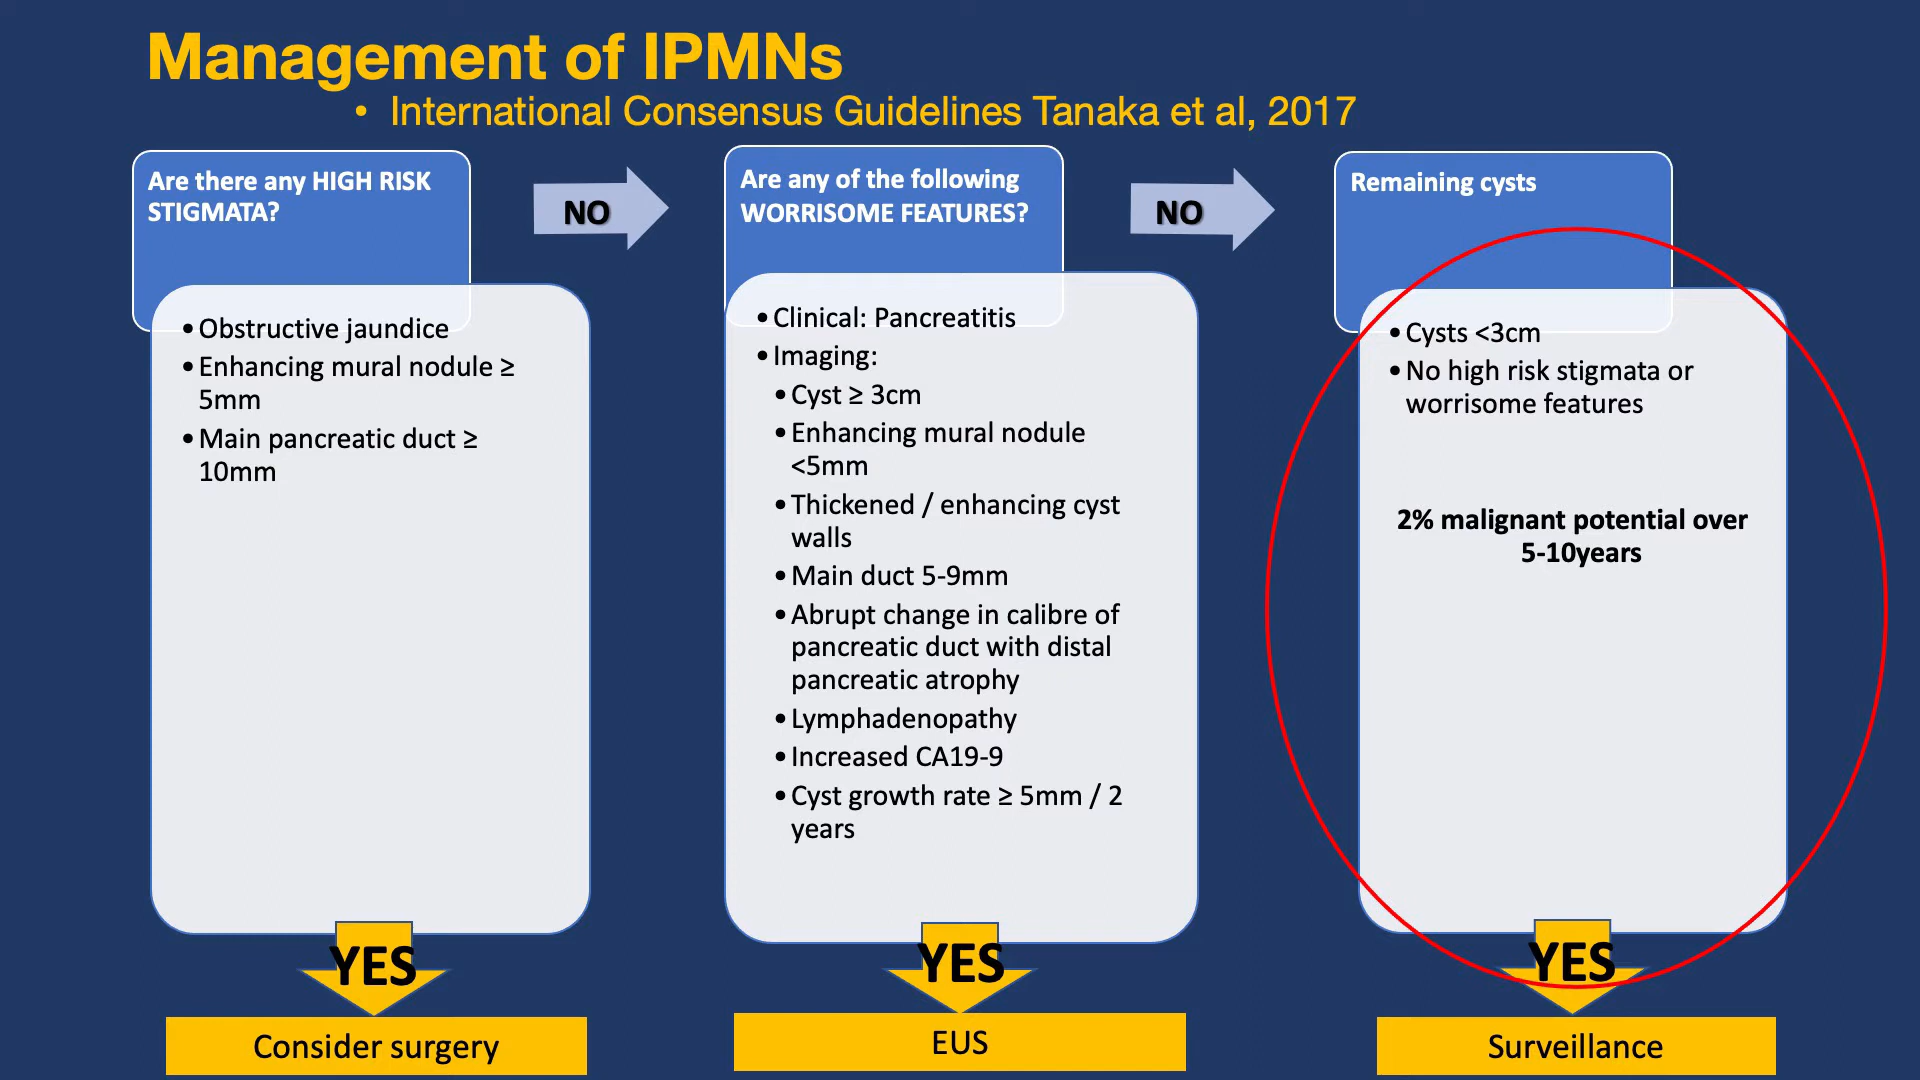 Management of IPMNs
• International Consensus Guidelines Tanaka et al, 2017
Are there any HIGH RISK
STIGMATA?
• Obstructive jaundice
• Enhancing mural nodule ≥
5mm
• Main pancreatic duct ≥
10mm
YES
Consider surgery
NO
Are any of the following
WORRISOME FEATURES?
• Clinical: Pancreatitis
• Imaging:
• Cyst ≥ 3cm
• Enhancing mural nodule
<5mm
• Thickened / enhancing cyst
walls
• Main duct 5-9mm
• Abrupt change in calibre of
pancreatic duct with distal
pancreatic atrophy
• Lymphadenopathy
• Increased CA19-9
• Cyst growth rate ≥ 5mm / 2
years
YES
EUS
NO
Remaining cysts
• Cysts <3cm
• No high risk stigmata or
worrisome features
2% malignant potential over
5-10years
YES
Surveillance